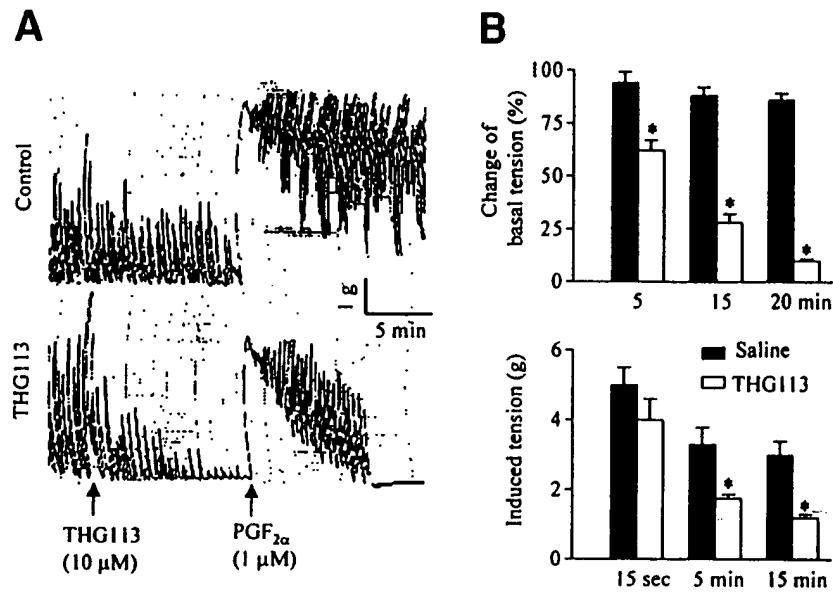 A
Control
THG113
1 g
5 min
THG113
(10 μM)
PGF2α
(1 μM)
B
Change of
basal tension (%)
100
75
50
25
0
*
*
*
5 15 20 min
Induced tension (g)
6
4
2
0
Saline
THG113
*
*
15 sec 5 min 15 min